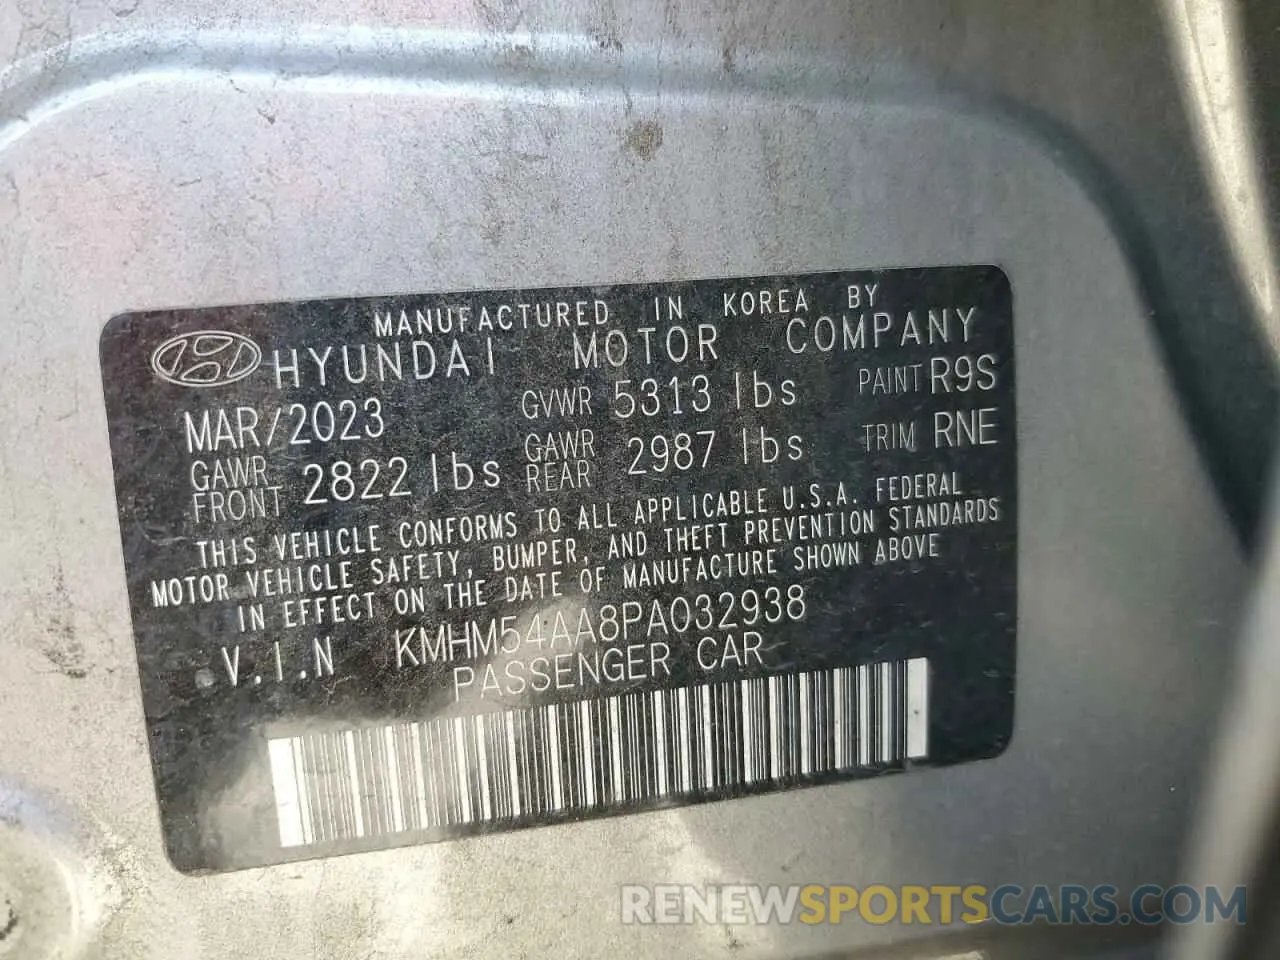 MANUFACTURED IN KOREA BY
HYUNDAI MOTOR COMPANY
MAR/2023 GVWR 5313 lbs PAINT R9S
GAWR FRONT 2822 lbs GAWR REAR 2987 lbs TRIM RNE
THIS VEHICLE CONFORMS TO ALL APPLICABLE U.S.A. FEDERAL
MOTOR VEHICLE SAFETY, BUMPER, AND THEFT PREVENTION STANDARDS
IN EFFECT ON THE DATE OF MANUFACTURE SHOWN ABOVE
V.I.N KMHM54AA8PA032938
PASSENGER CAR
RENEWSPORTSCARS.COM